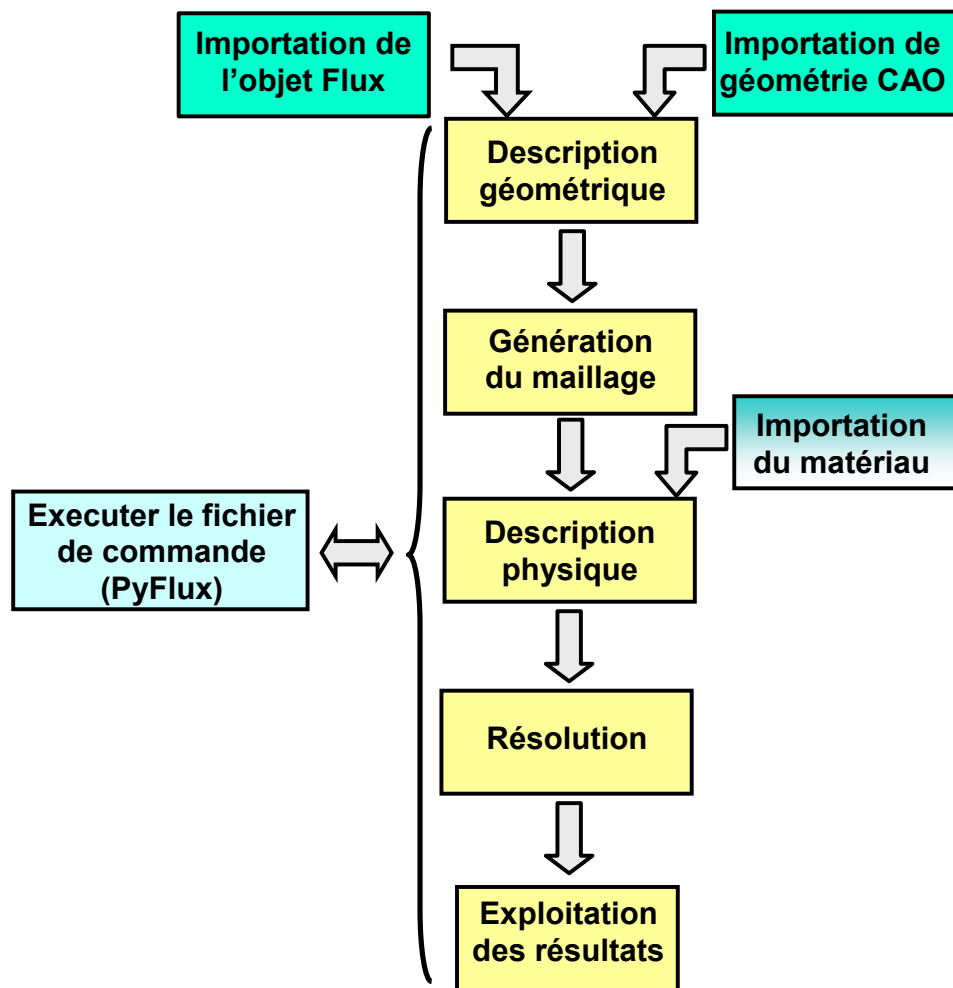 Importation de
l'objet Flux
Importation de
géométrie CAO
Description
géométrique
Génération
du maillage
Importation
du matériau
Executer le fichier
de commande
(PyFlux)
Description
physique
Résolution
Exploitation
des résultats